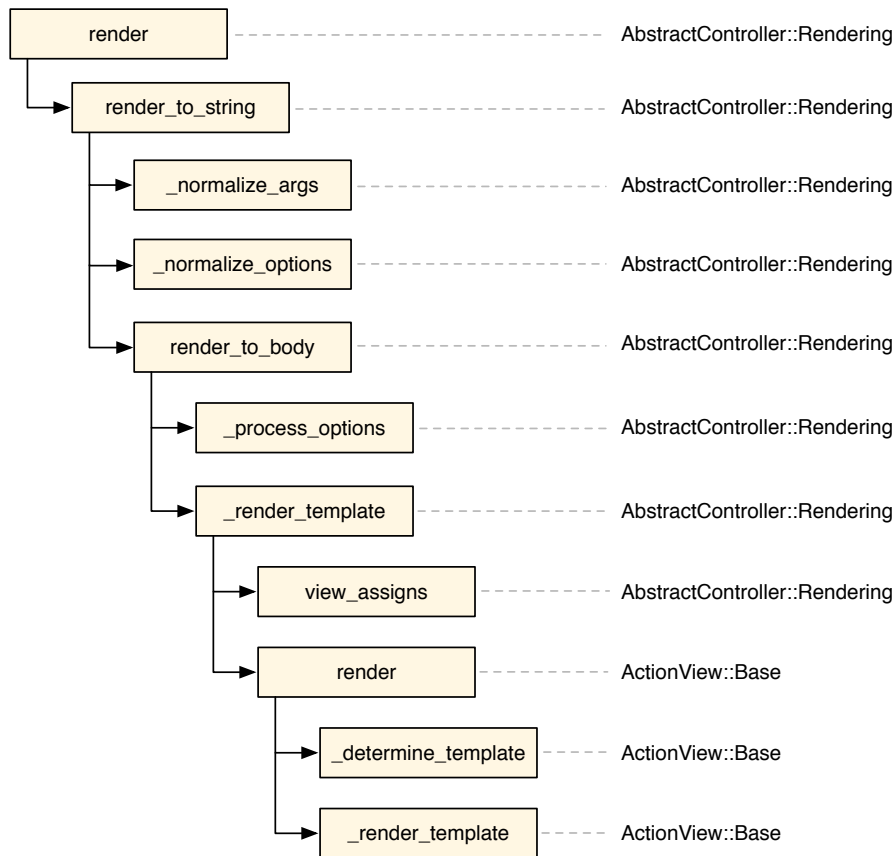 render AbstractController::Rendering
render_to_string AbstractController::Rendering
_normalize_args AbstractController::Rendering
_normalize_options AbstractController::Rendering
render_to_body AbstractController::Rendering
_process_options AbstractController::Rendering
_render_template AbstractController::Rendering
view_assigns AbstractController::Rendering
render ActionView::Base
_determine_template ActionView::Base
_render_template ActionView::Base